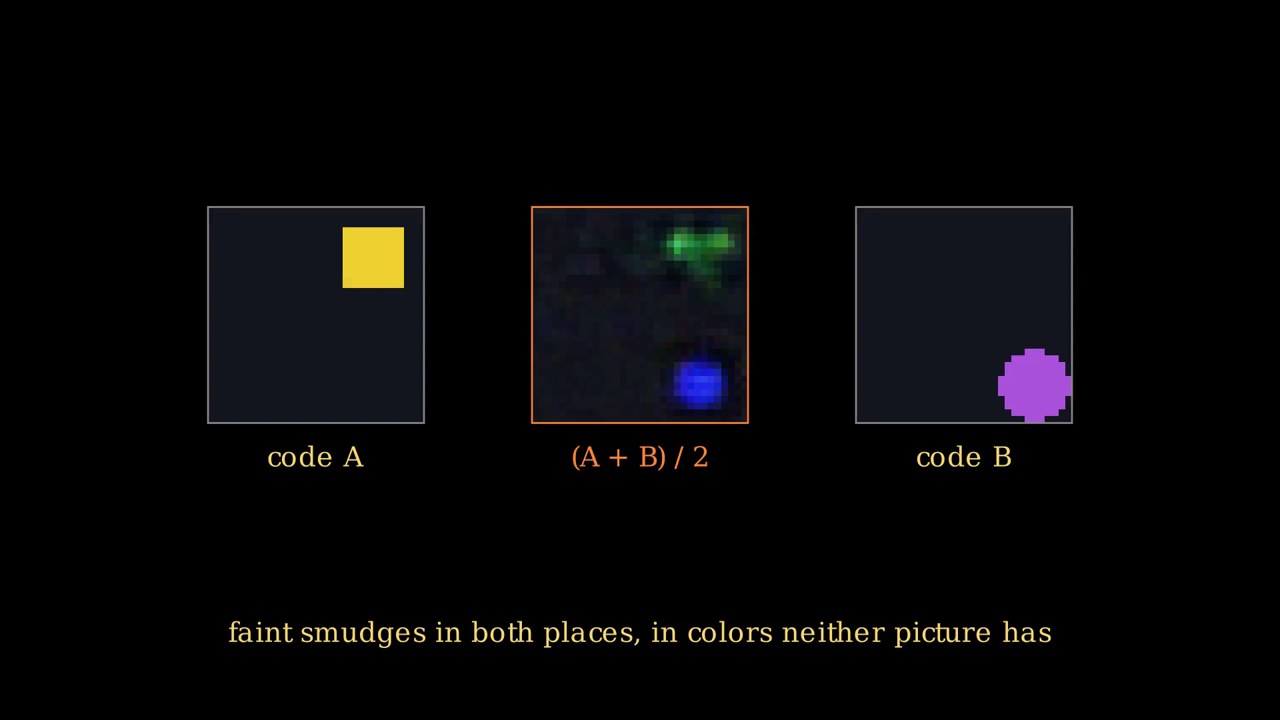 code A
(A + B) / 2
code B
faint smudges in both places, in colors neither picture has